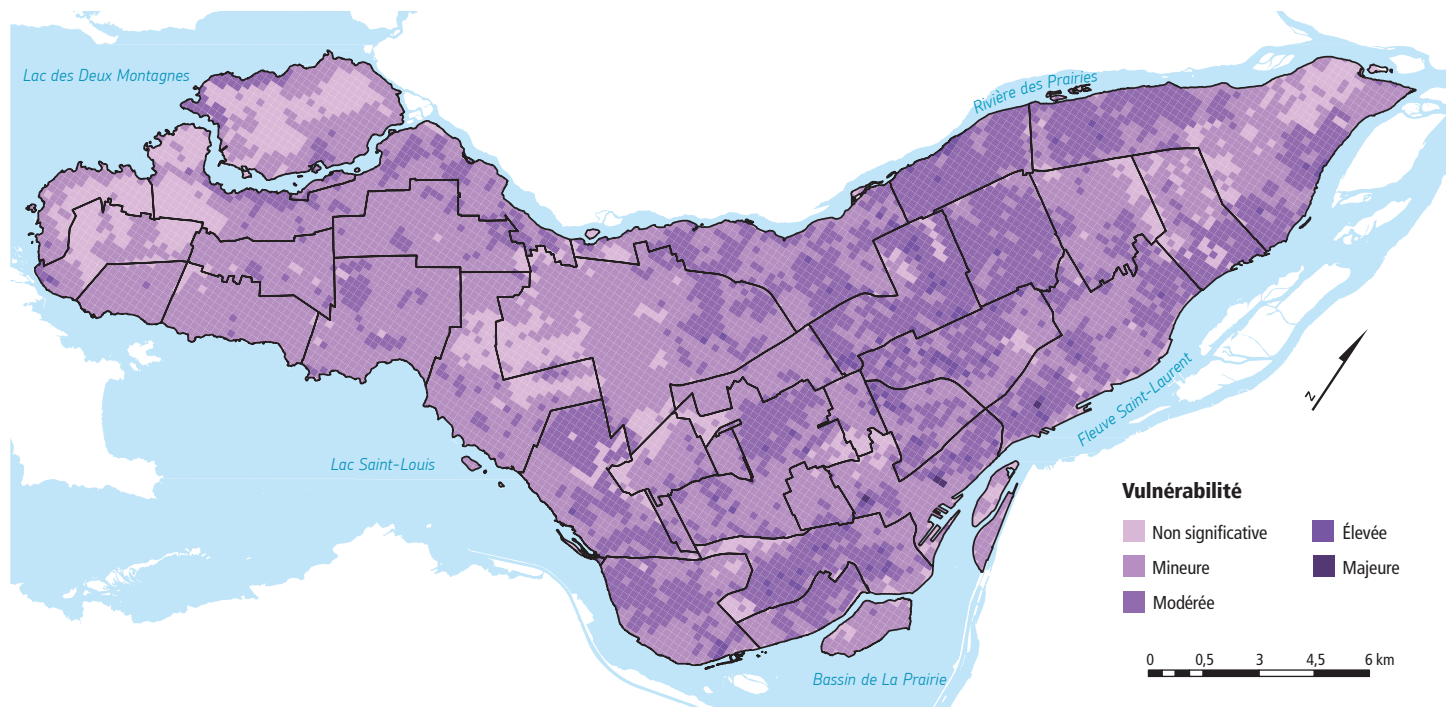 Lac des Deux Montagnes
Rivière des Prairies
Fleuve Saint-Laurent
Lac Saint-Louis
Bassin de La Prairie
N
Vulnérabilité
Non significative
Mineure
Modérée
Élevée
Majeure
0 0,5 3 4,5 6 km